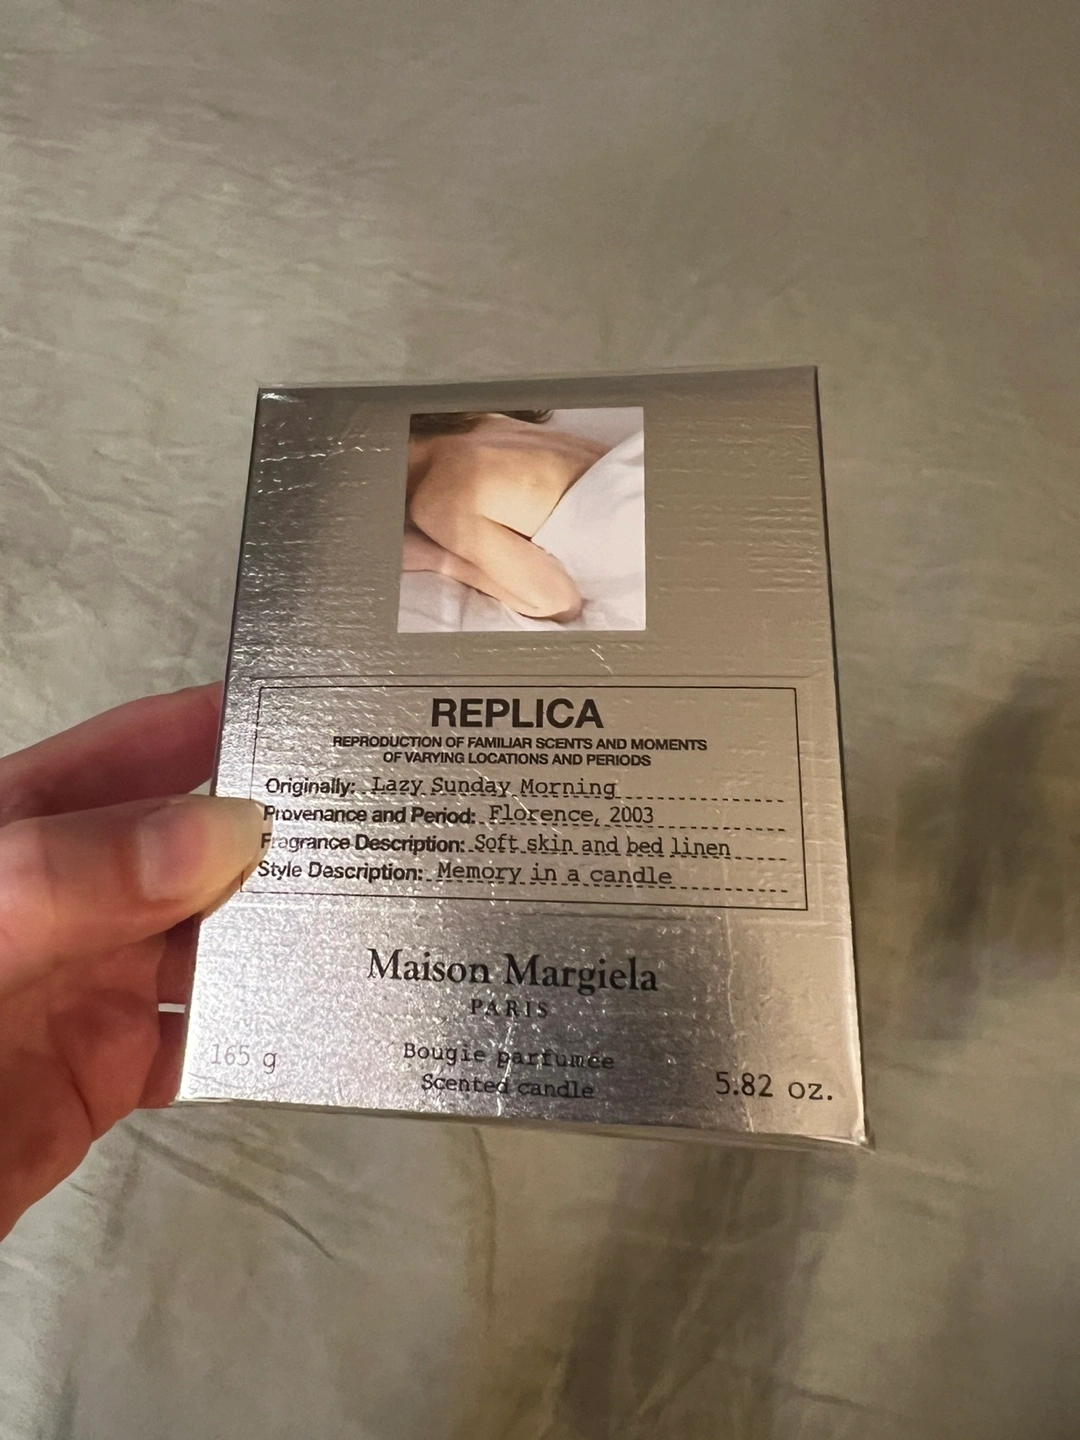 REPLICA
REPRODUCTION OF FAMILIAR SCENTS AND MOMENTS
OF VARYING LOCATIONS AND PERIODS
Originally: Lazy Sunday Morning
Provenance and Period: Florence, 2003
Fragrance Description: Soft skin and bed linen
Style Description: Memory in a candle
Maison Margiela
PARIS
165 g
Bougie parfumée
Scented candle
5.82 oz.